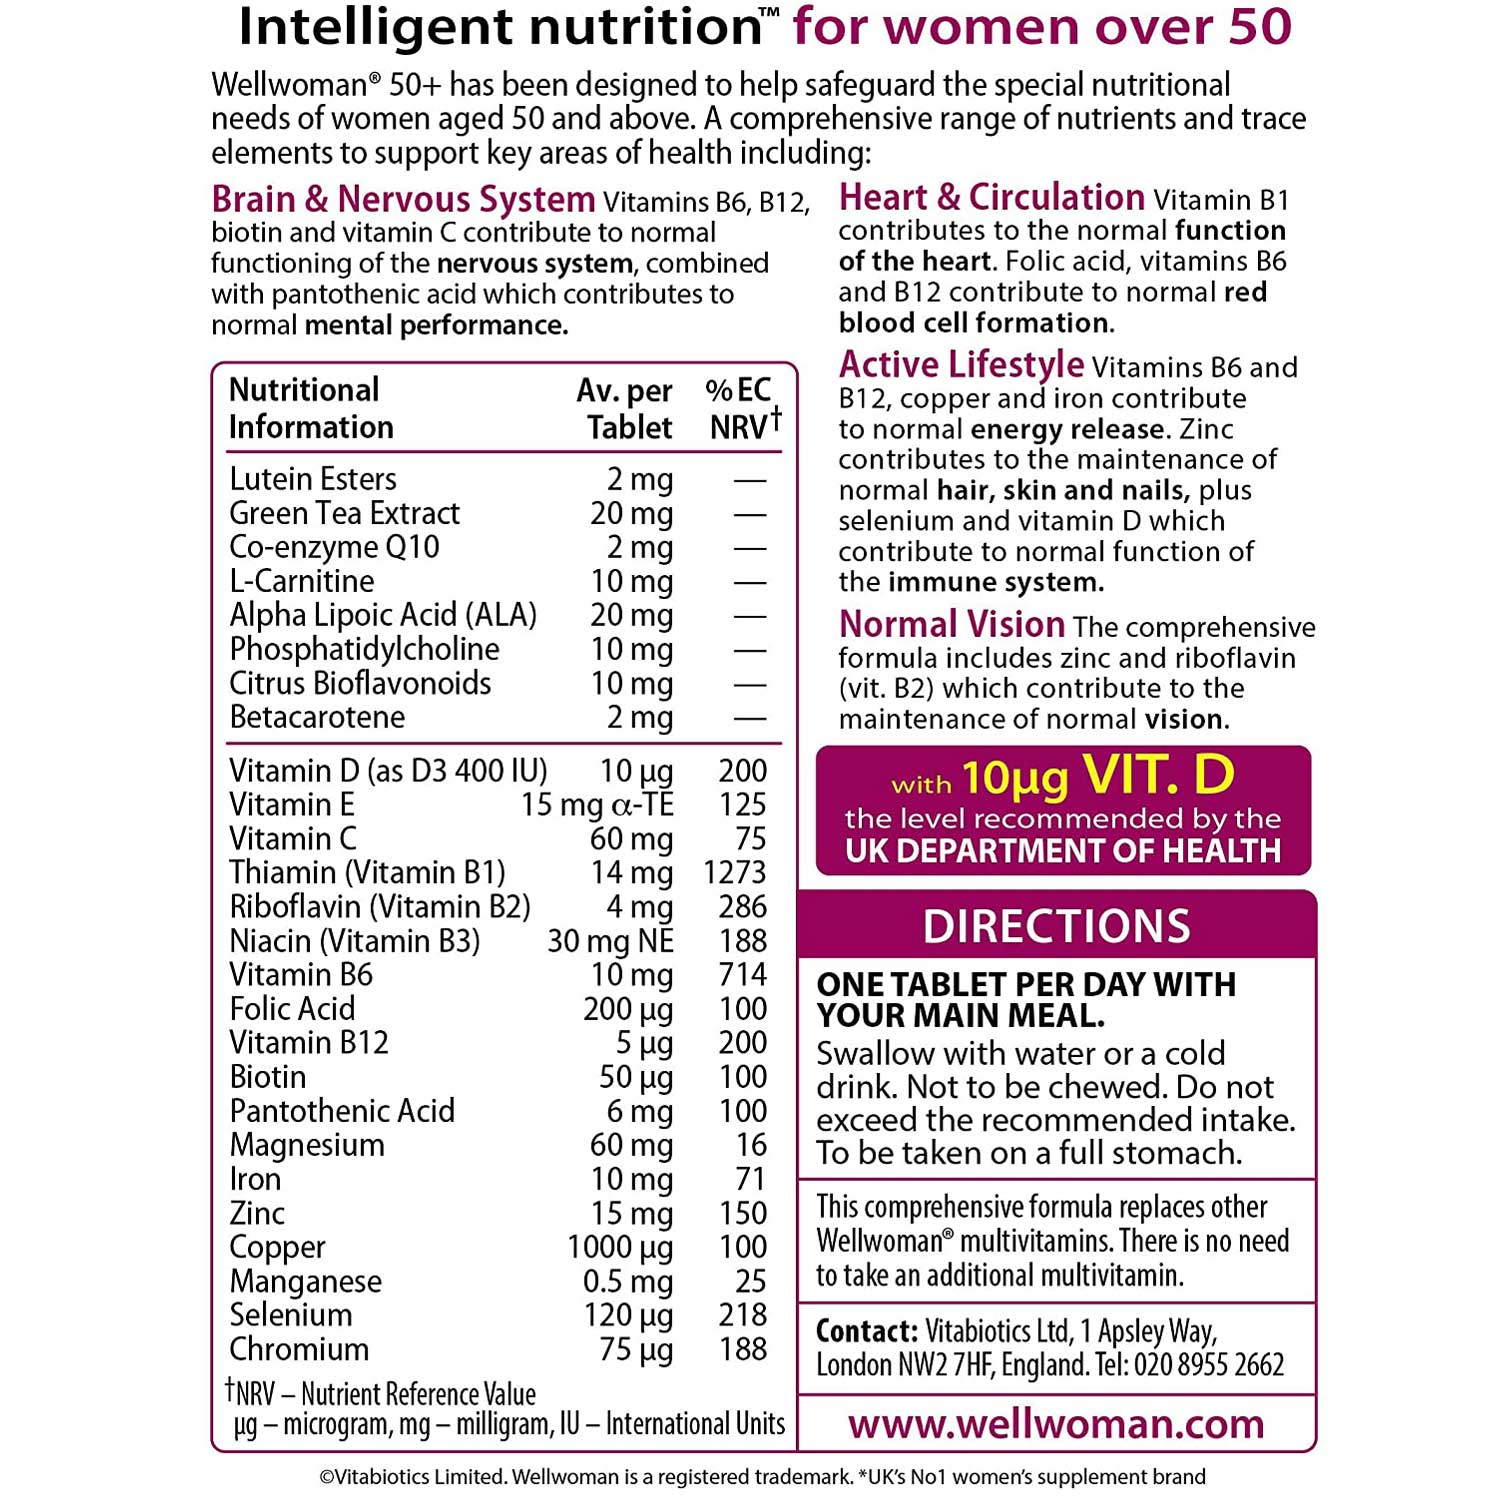 Intelligent nutrition™ for women over 50
Wellwoman® 50+ has been designed to help safeguard the special nutritional
needs of women aged 50 and above. A comprehensive range of nutrients and trace
elements to support key areas of health including:
Brain & Nervous System Vitamins B6, B12,
biotin and vitamin C contribute to normal
functioning of the nervous system, combined
with pantothenic acid which contributes to
normal mental performance.
Heart & Circulation Vitamin B1
contributes to the normal function
of the heart. Folic acid, vitamins B6
and B12 contribute to normal red
blood cell formation.
Active Lifestyle Vitamins B6 and
B12, copper and iron contribute
to normal energy release. Zinc
contributes to the maintenance of
normal hair, skin and nails, plus
selenium and vitamin D which
contribute to normal function of
the immune system.
Normal Vision The comprehensive
formula includes zinc and riboflavin
(vit. B2) which contribute to the
maintenance of normal vision.
Nutritional Av. per % EC
Information Tablet NRV†
Lutein Esters 2 mg —
Green Tea Extract 20 mg —
Co-enzyme Q10 2 mg —
L-Carnitine 10 mg —
Alpha Lipoic Acid (ALA) 20 mg —
Phosphatidylcholine 10 mg —
Citrus Bioflavonoids 10 mg —
Betacarotene 2 mg —
Vitamin D (as D3 400 IU) 10 µg 200
Vitamin E 15 mg α-TE 125
Vitamin C 60 mg 75
Thiamin (Vitamin B1) 14 mg 1273
Riboflavin (Vitamin B2) 4 mg 286
Niacin (Vitamin B3) 30 mg NE 188
Vitamin B6 10 mg 714
Folic Acid 200 µg 100
Vitamin B12 5 µg 200
Biotin 50 µg 100
Pantothenic Acid 6 mg 100
Magnesium 60 mg 16
Iron 10 mg 71
Zinc 15 mg 150
Copper 1000 µg 100
Manganese 0.5 mg 25
Selenium 120 µg 218
Chromium 75 µg 188
†NRV – Nutrient Reference Value
µg – microgram, mg – milligram, IU – International Units
with 10µg VIT. D
the level recommended by the
UK DEPARTMENT OF HEALTH
DIRECTIONS
ONE TABLET PER DAY WITH
YOUR MAIN MEAL.
Swallow with water or a cold
drink. Not to be chewed. Do not
exceed the recommended intake.
To be taken on a full stomach.
This comprehensive formula replaces other
Wellwoman® multivitamins. There is no need
to take an additional multivitamin.
Contact: Vitabiotics Ltd, 1 Apsley Way,
London NW2 7HF, England. Tel: 020 8955 2662
www.wellwoman.com
©Vitabiotics Limited. Wellwoman is a registered trademark. *UK's No1 women's supplement brand